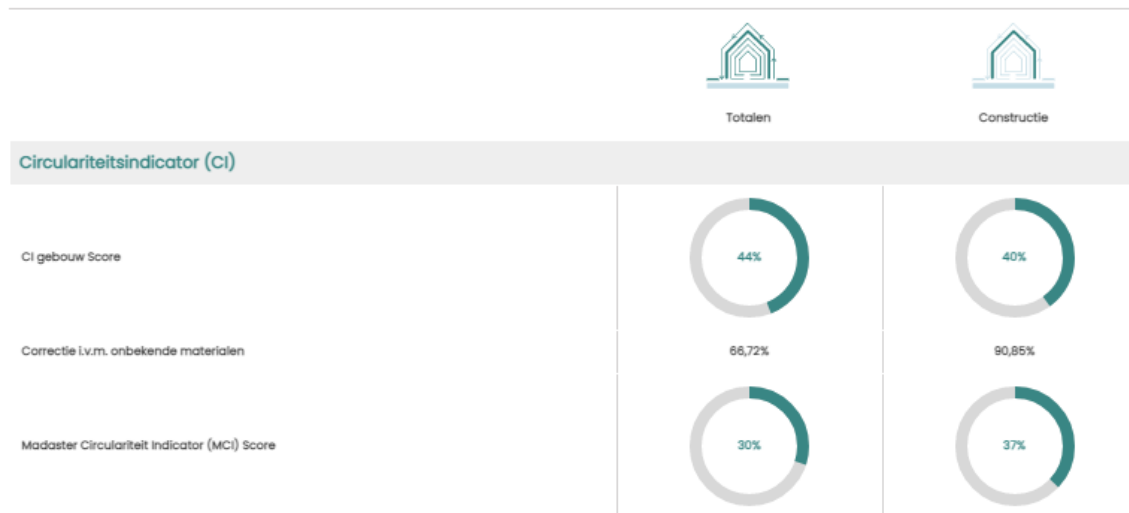 Totalen
Constructie
Circulariteitsindicator (CI)
CI gebouw Score
44%
40%
Correctie i.v.m. onbekende materialen
66,72%
90,85%
Madaster Circulariteit Indicator (MCI) Score
30%
37%